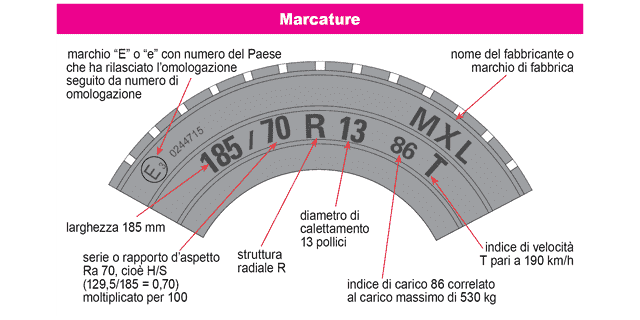 Marcature
marchio “E” o “e” con numero del Paese
che ha rilasciato l’omologazione
seguito da numero di
omologazione
nome del fabbricante o
marchio di fabbrica
E3 0244715
185 / 70 R 13 86 T
MXL
larghezza 185 mm
serie o rapporto d’aspetto
Ra 70, cioè H/S
(129,5/185 = 0,70)
moltiplicato per 100
struttura
radiale R
diametro di
calettamento
13 pollici
indice di carico 86 correlato
al carico massimo di 530 kg
indice di velocità
T pari a 190 km/h